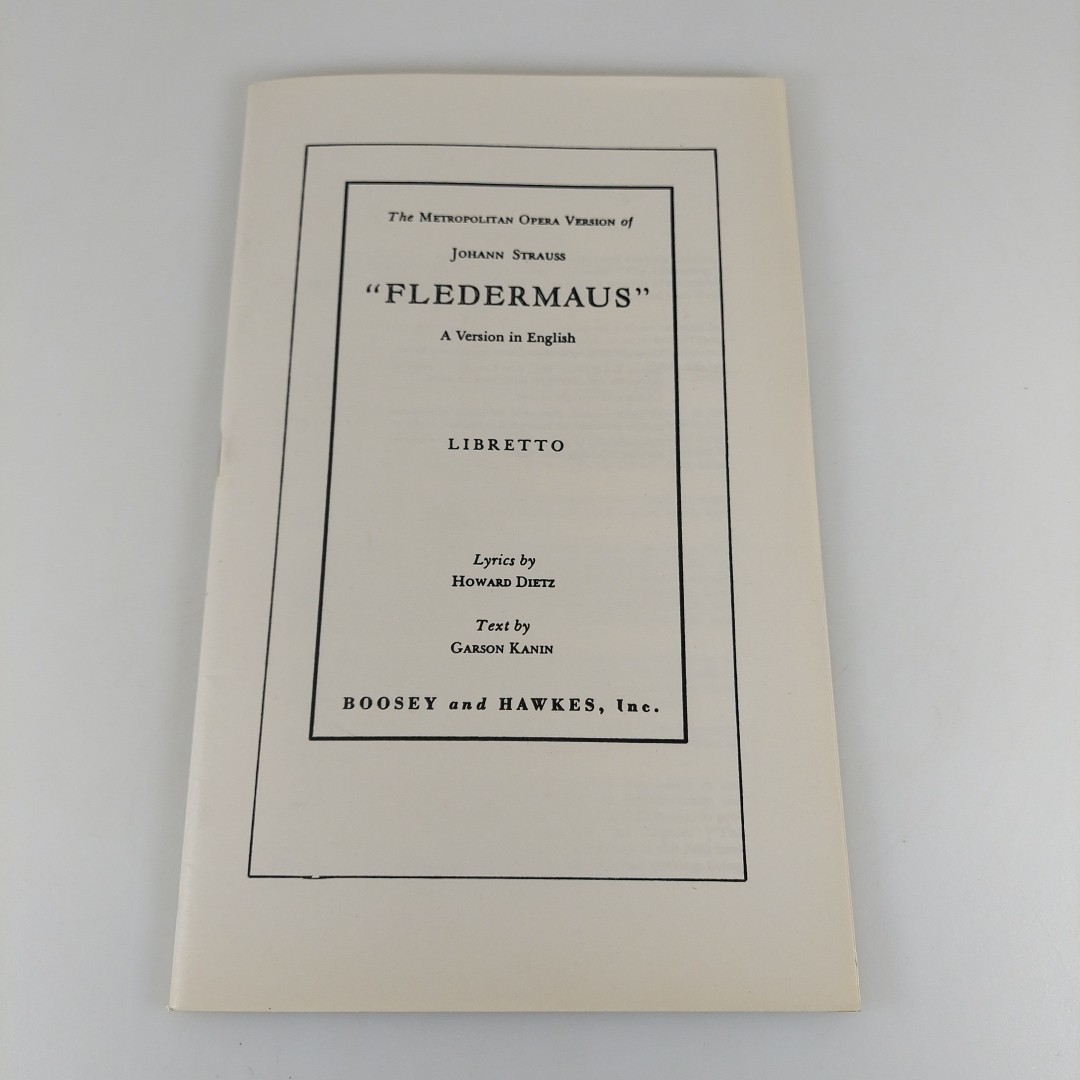 The METROPOLITAN OPERA VERSION of
JOHANN STRAUSS
"FLEDERMAUS"
A Version in English
LIBRETTO
Lyrics by
HOWARD DIETZ
Text by
GARSON KANIN
BOOSEY and HAWKES, Inc.